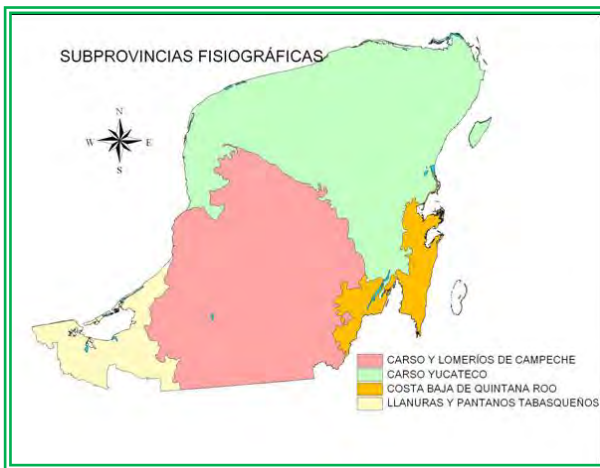 SUBPROVINCIAS FISIOGRÁFICAS
N
W E
S
CARSO Y LOMERÍOS DE CAMPECHE
CARSO YUCATECO
COSTA BAJA DE QUINTANA ROO
LLANURAS Y PANTANOS TABASQUEÑOS